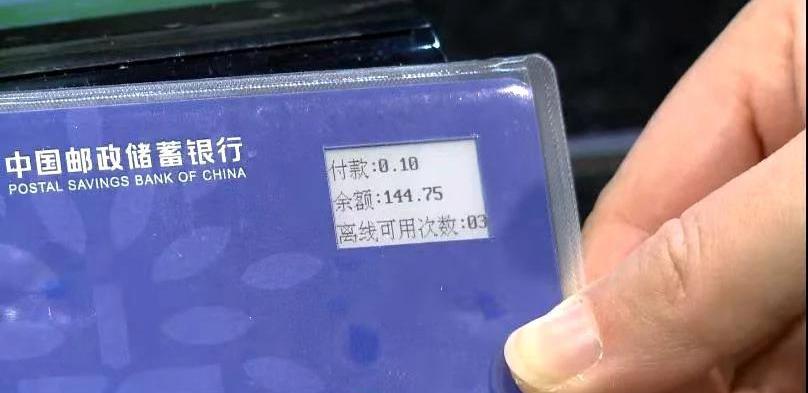 中国邮政储蓄银行
POSTAL SAVINGS BANK OF CHINA
付款:0.10
余额:144.75
离线可用次数:03